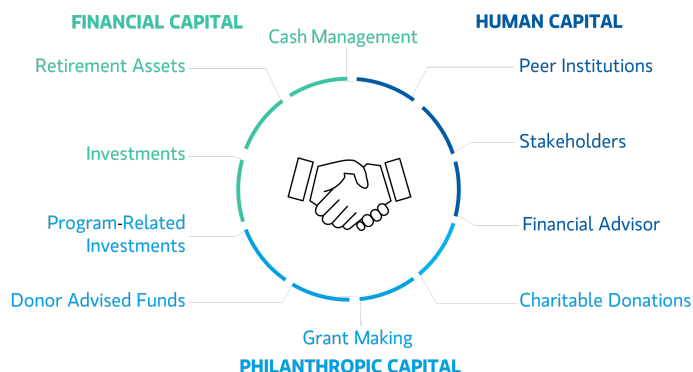 FINANCIAL CAPITAL
HUMAN CAPITAL
Cash Management
Retirement Assets
Peer Institutions
Stakeholders
Investments
Program-Related
Investments
Financial Advisor
Donor Advised Funds
Charitable Donations
Grant Making
PHILANTHROPIC CAPITAL